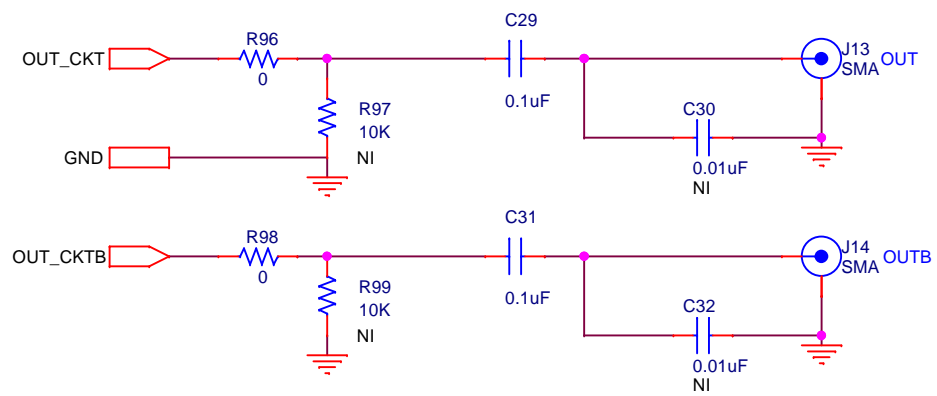 C29
R96
J13
OUT
OUT_CKT
SMA
0
0.1uF
C30
R97
10K
GND
NI
0.01uF
NI
C31
R98
J14
OUTB
OUT_CKTB
SMA
0
R99
0.1uF
C32
10K
NI
0.01uF
NI